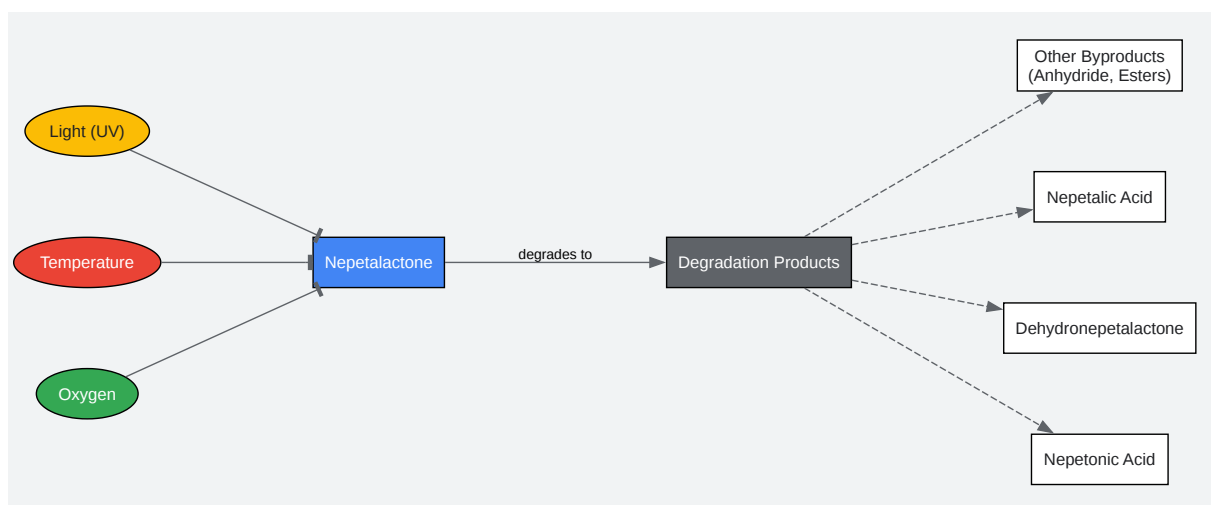 Light (UV)
Temperature
Oxygen
Nepetalactone
degrades to
Degradation Products
Other Byproducts
(Anhydride, Esters)
Nepetalic Acid
Dehydronepetalactone
Nepetonic Acid